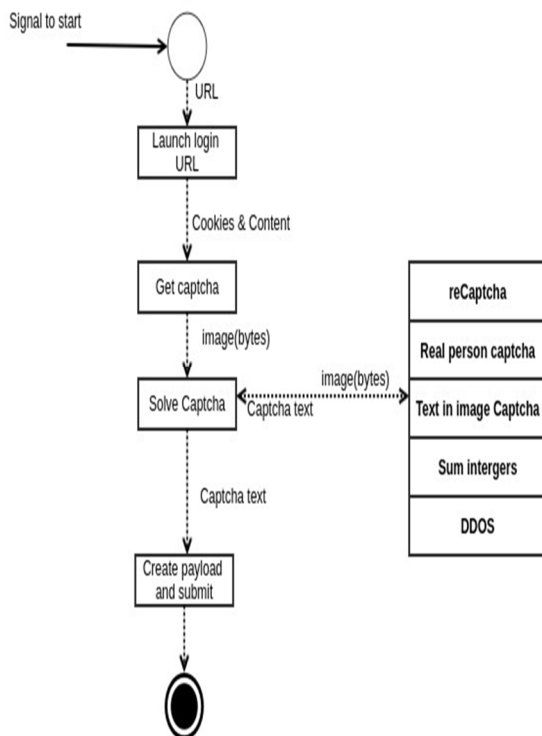 Signal to start
URL
Launch login
URL
Cookies & Content
Get captcha
image(bytes)
Solve Captcha
image(bytes)
Captcha text
Captcha text
Create payload
and submit
reCaptcha
Real person captcha
Text in image Captcha
Sum intergers
DDOS